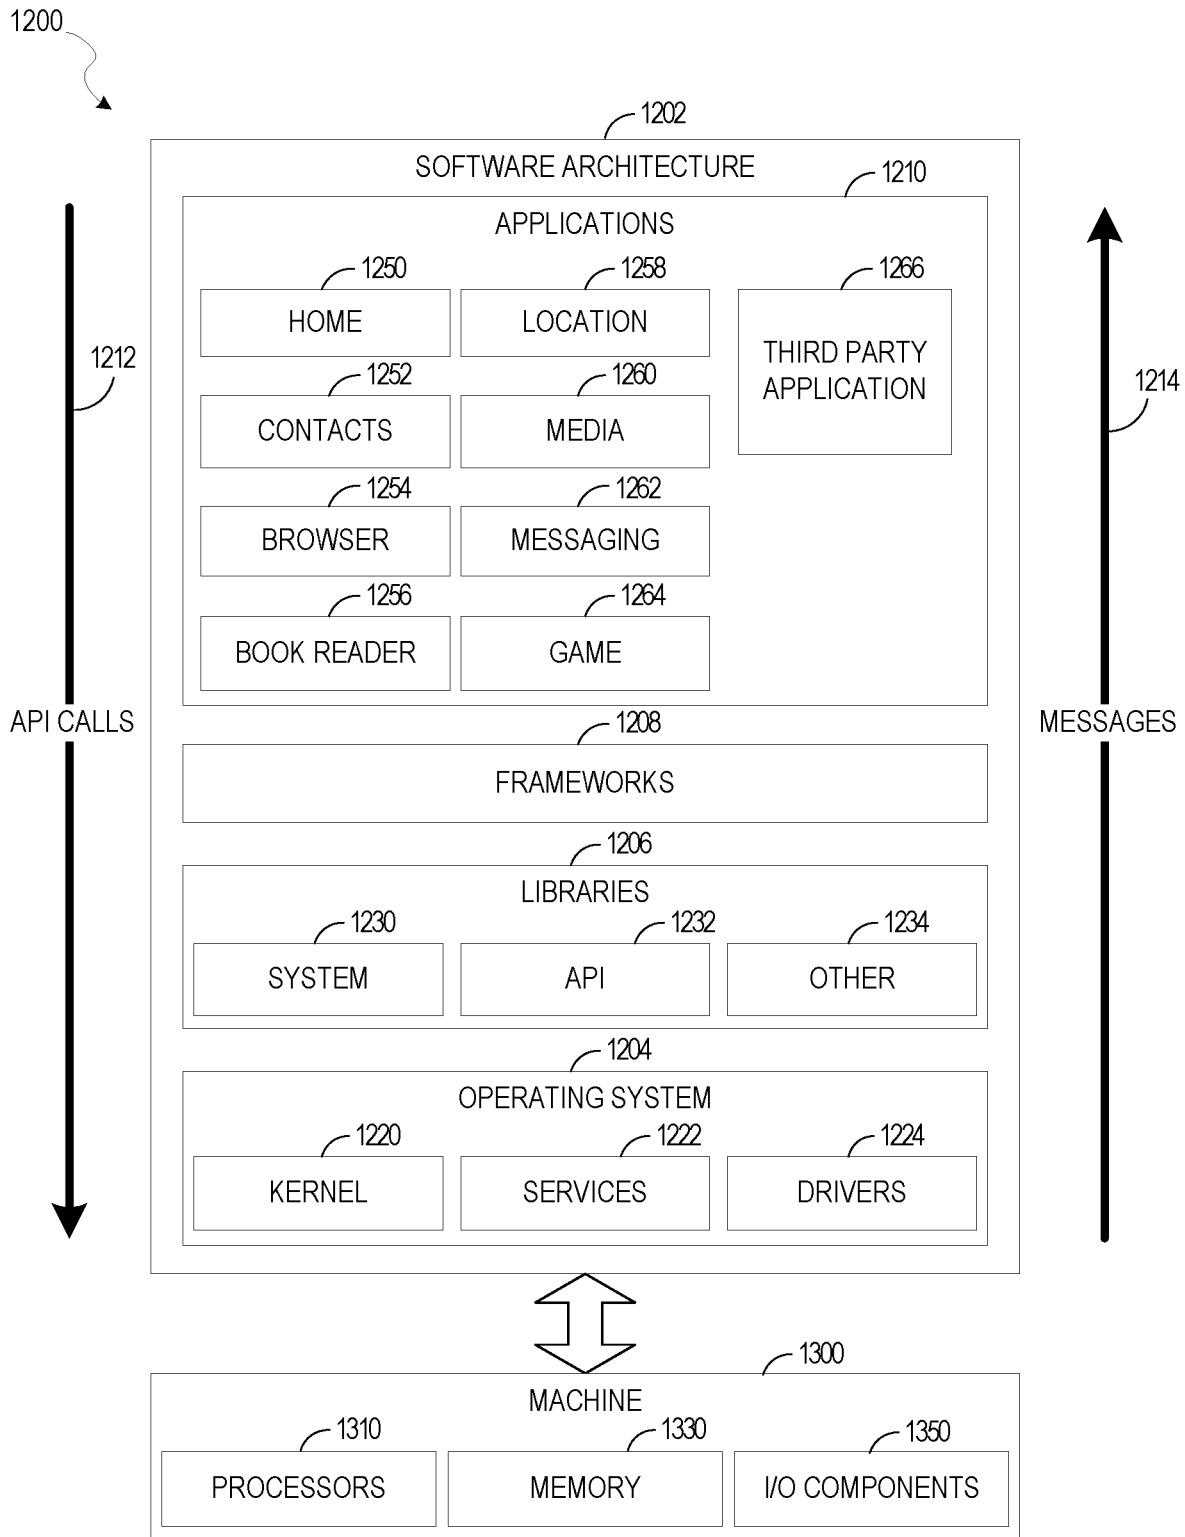 1200
1202
SOFTWARE ARCHITECTURE
1210
APPLICATIONS
1250
1258
1266
HOME
LOCATION
THIRD PARTY
APPLICATION
1212
1252
1260
1214
CONTACTS
MEDIA
1254
1262
BROWSER
MESSAGING
1256
1264
BOOK READER
GAME
API CALLS
MESSAGES
1208
FRAMEWORKS
1206
LIBRARIES
1230
1232
1234
SYSTEM
API
OTHER
1204
OPERATING SYSTEM
1220
1222
1224
KERNEL
SERVICES
DRIVERS
1300
MACHINE
1310
1330
1350
PROCESSORS
MEMORY
I/O COMPONENTS